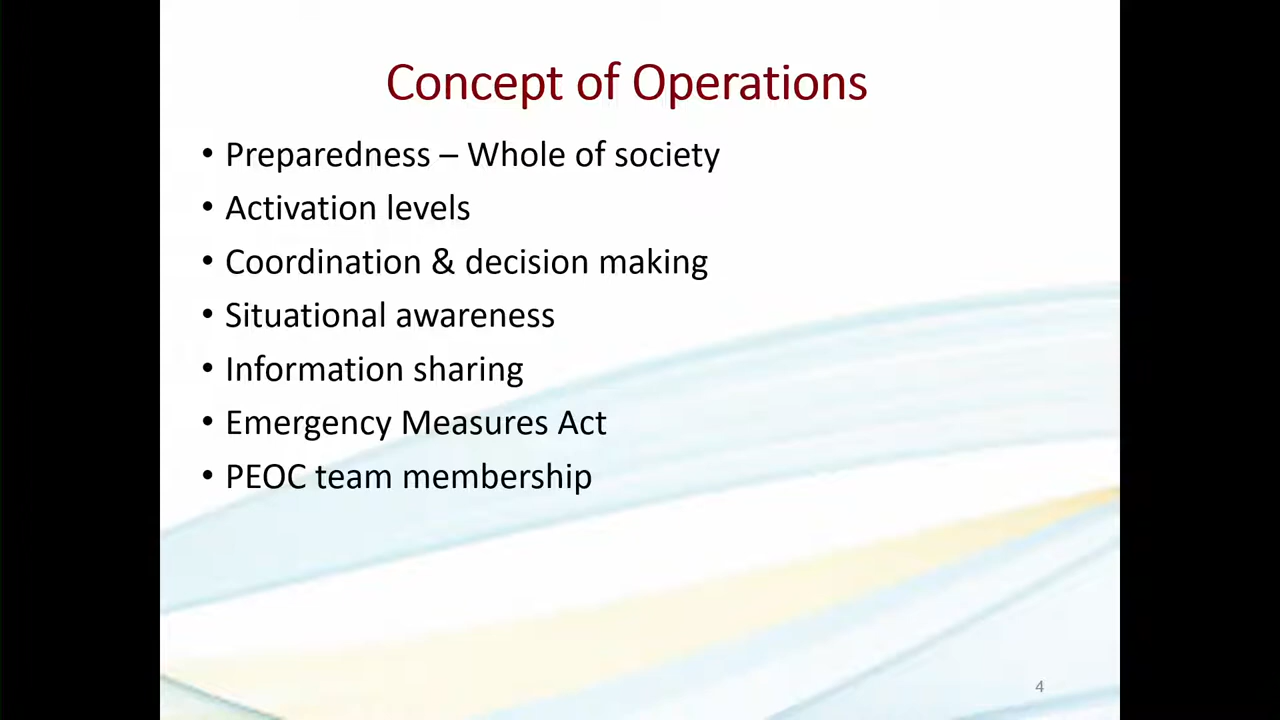 Concept of Operations
• Preparedness – Whole of society
• Activation levels
• Coordination & decision making
• Situational awareness
• Information sharing
• Emergency Measures Act
• PEOC team membership
4